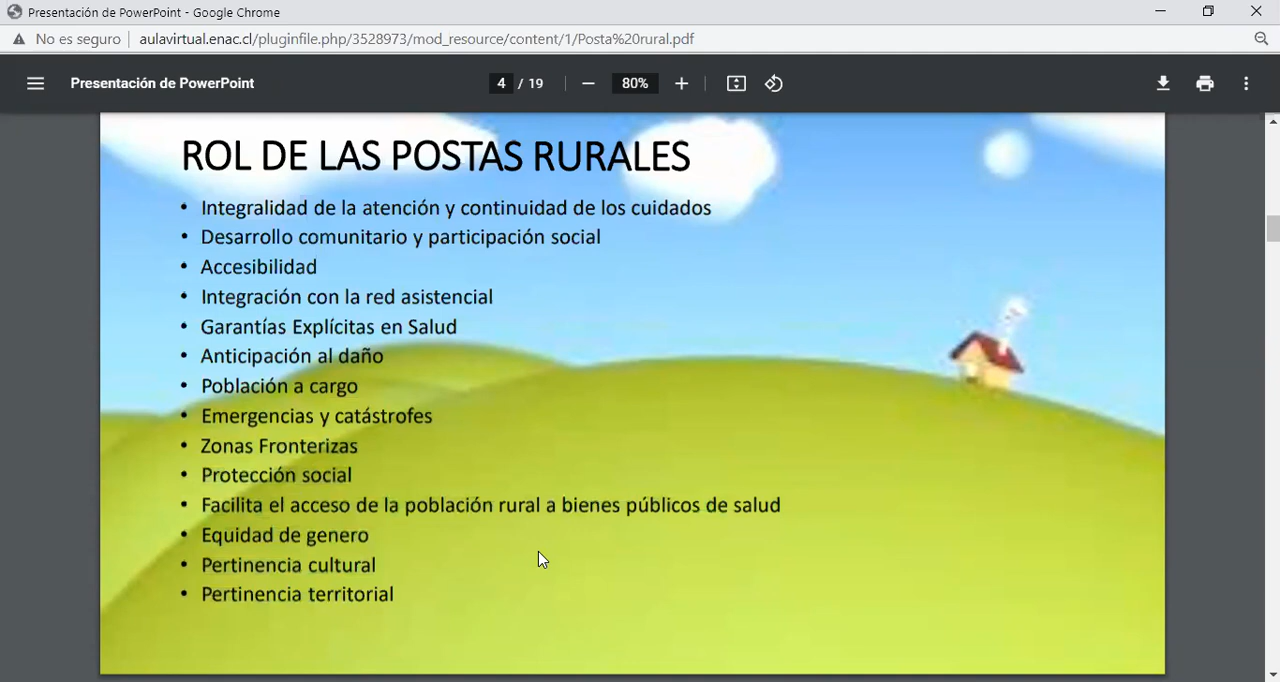 Presentación de PowerPoint - Google Chrome
No es seguro aulavirtual.enac.cl/pluginfile.php/3528973/mod_resource/content/1/Posta%20rural.pdf
Presentación de PowerPoint 4 / 19 80%
ROL DE LAS POSTAS RURALES
• Integralidad de la atención y continuidad de los cuidados
• Desarrollo comunitario y participación social
• Accesibilidad
• Integración con la red asistencial
• Garantías Explícitas en Salud
• Anticipación al daño
• Población a cargo
• Emergencias y catástrofes
• Zonas Fronterizas
• Protección social
• Facilita el acceso de la población rural a bienes públicos de salud
• Equidad de genero
• Pertinencia cultural
• Pertinencia territorial